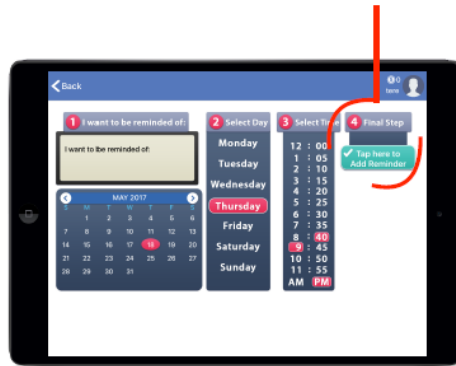 Back
0
tere
1 I want to be reminded of:
I want to be reminded of:
MAY 2017
S M T W T F S
1 2 3 4 5 6
7 8 9 10 11 12 13
14 15 16 17 18 19 20
21 22 23 24 25 26 27
28 29 30 31
2 Select Day
Monday
Tuesday
Wednesday
Thursday
Friday
Saturday
Sunday
3 Select Time
12 : 00
1 : 05
2 : 10
3 : 15
4 : 20
5 : 25
6 : 30
7 : 35
8 : 40
9 : 45
10 : 50
11 : 55
AM PM
4 Final Step
Tap here to
Add Reminder